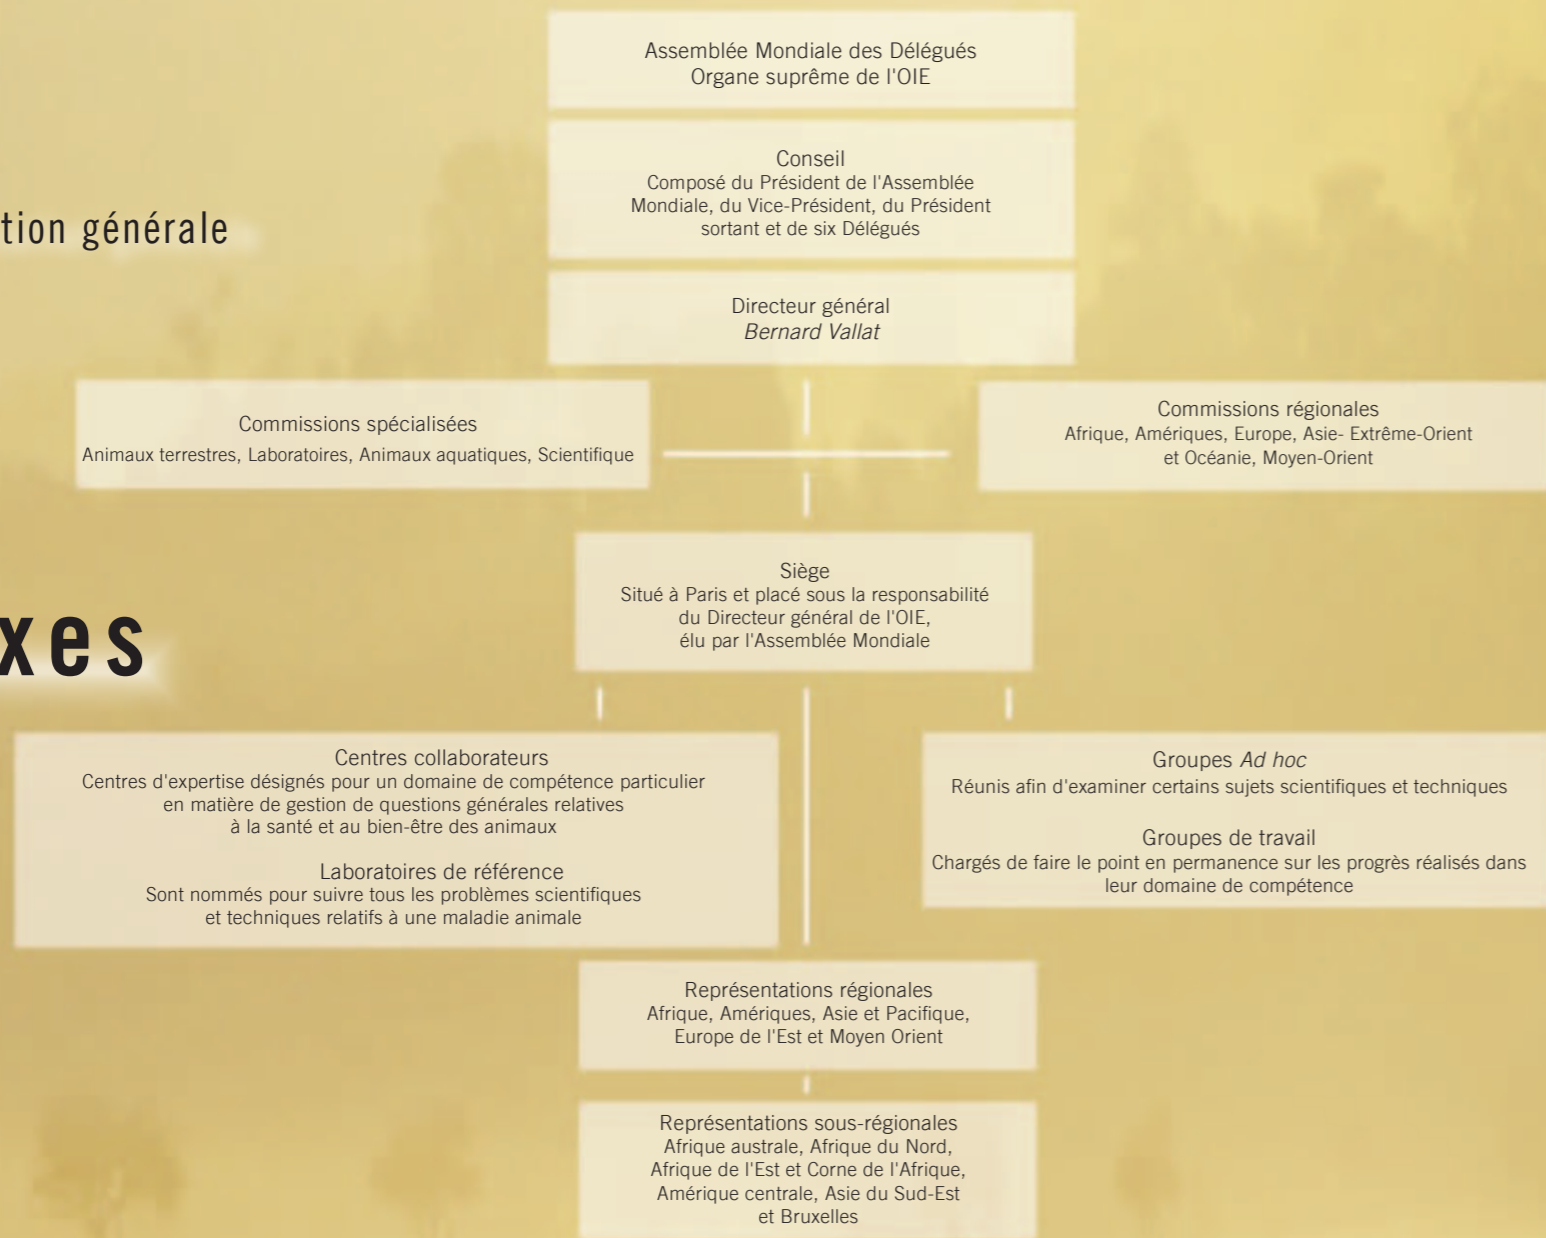 Assemblée Mondiale des Délégués
Organe suprême de l'OIE
Conseil
Composé du Président de l'Assemblée
Mondiale, du Vice-Président, du Président
sortant et de six Délégués
tion générale
Directeur général
Bernard Vallat
Commissions spécialisées
Animaux terrestres, Laboratoires, Animaux aquatiques, Scientifique
Commissions régionales
Afrique, Amériques, Europe, Asie- Extrême-Orient
et Océanie, Moyen-Orient
Siège
Situé à Paris et placé sous la responsabilité
du Directeur général de l'OIE,
élu par l'Assemblée Mondiale
xes
Centres collaborateurs
Centres d'expertise désignés pour un domaine de compétence particulier
en matière de gestion de questions générales relatives
à la santé et au bien-être des animaux
Laboratoires de référence
Sont nommés pour suivre tous les problèmes scientifiques
et techniques relatifs à une maladie animale
Groupes Ad hoc
Réunis afin d'examiner certains sujets scientifiques et techniques
Groupes de travail
Chargés de faire le point en permanence sur les progrès réalisés dans
leur domaine de compétence
Représentations régionales
Afrique, Amériques, Asie et Pacifique,
Europe de l'Est et Moyen Orient
Représentations sous-régionales
Afrique australe, Afrique du Nord,
Afrique de l'Est et Corne de l'Afrique,
Amérique centrale, Asie du Sud-Est
et Bruxelles